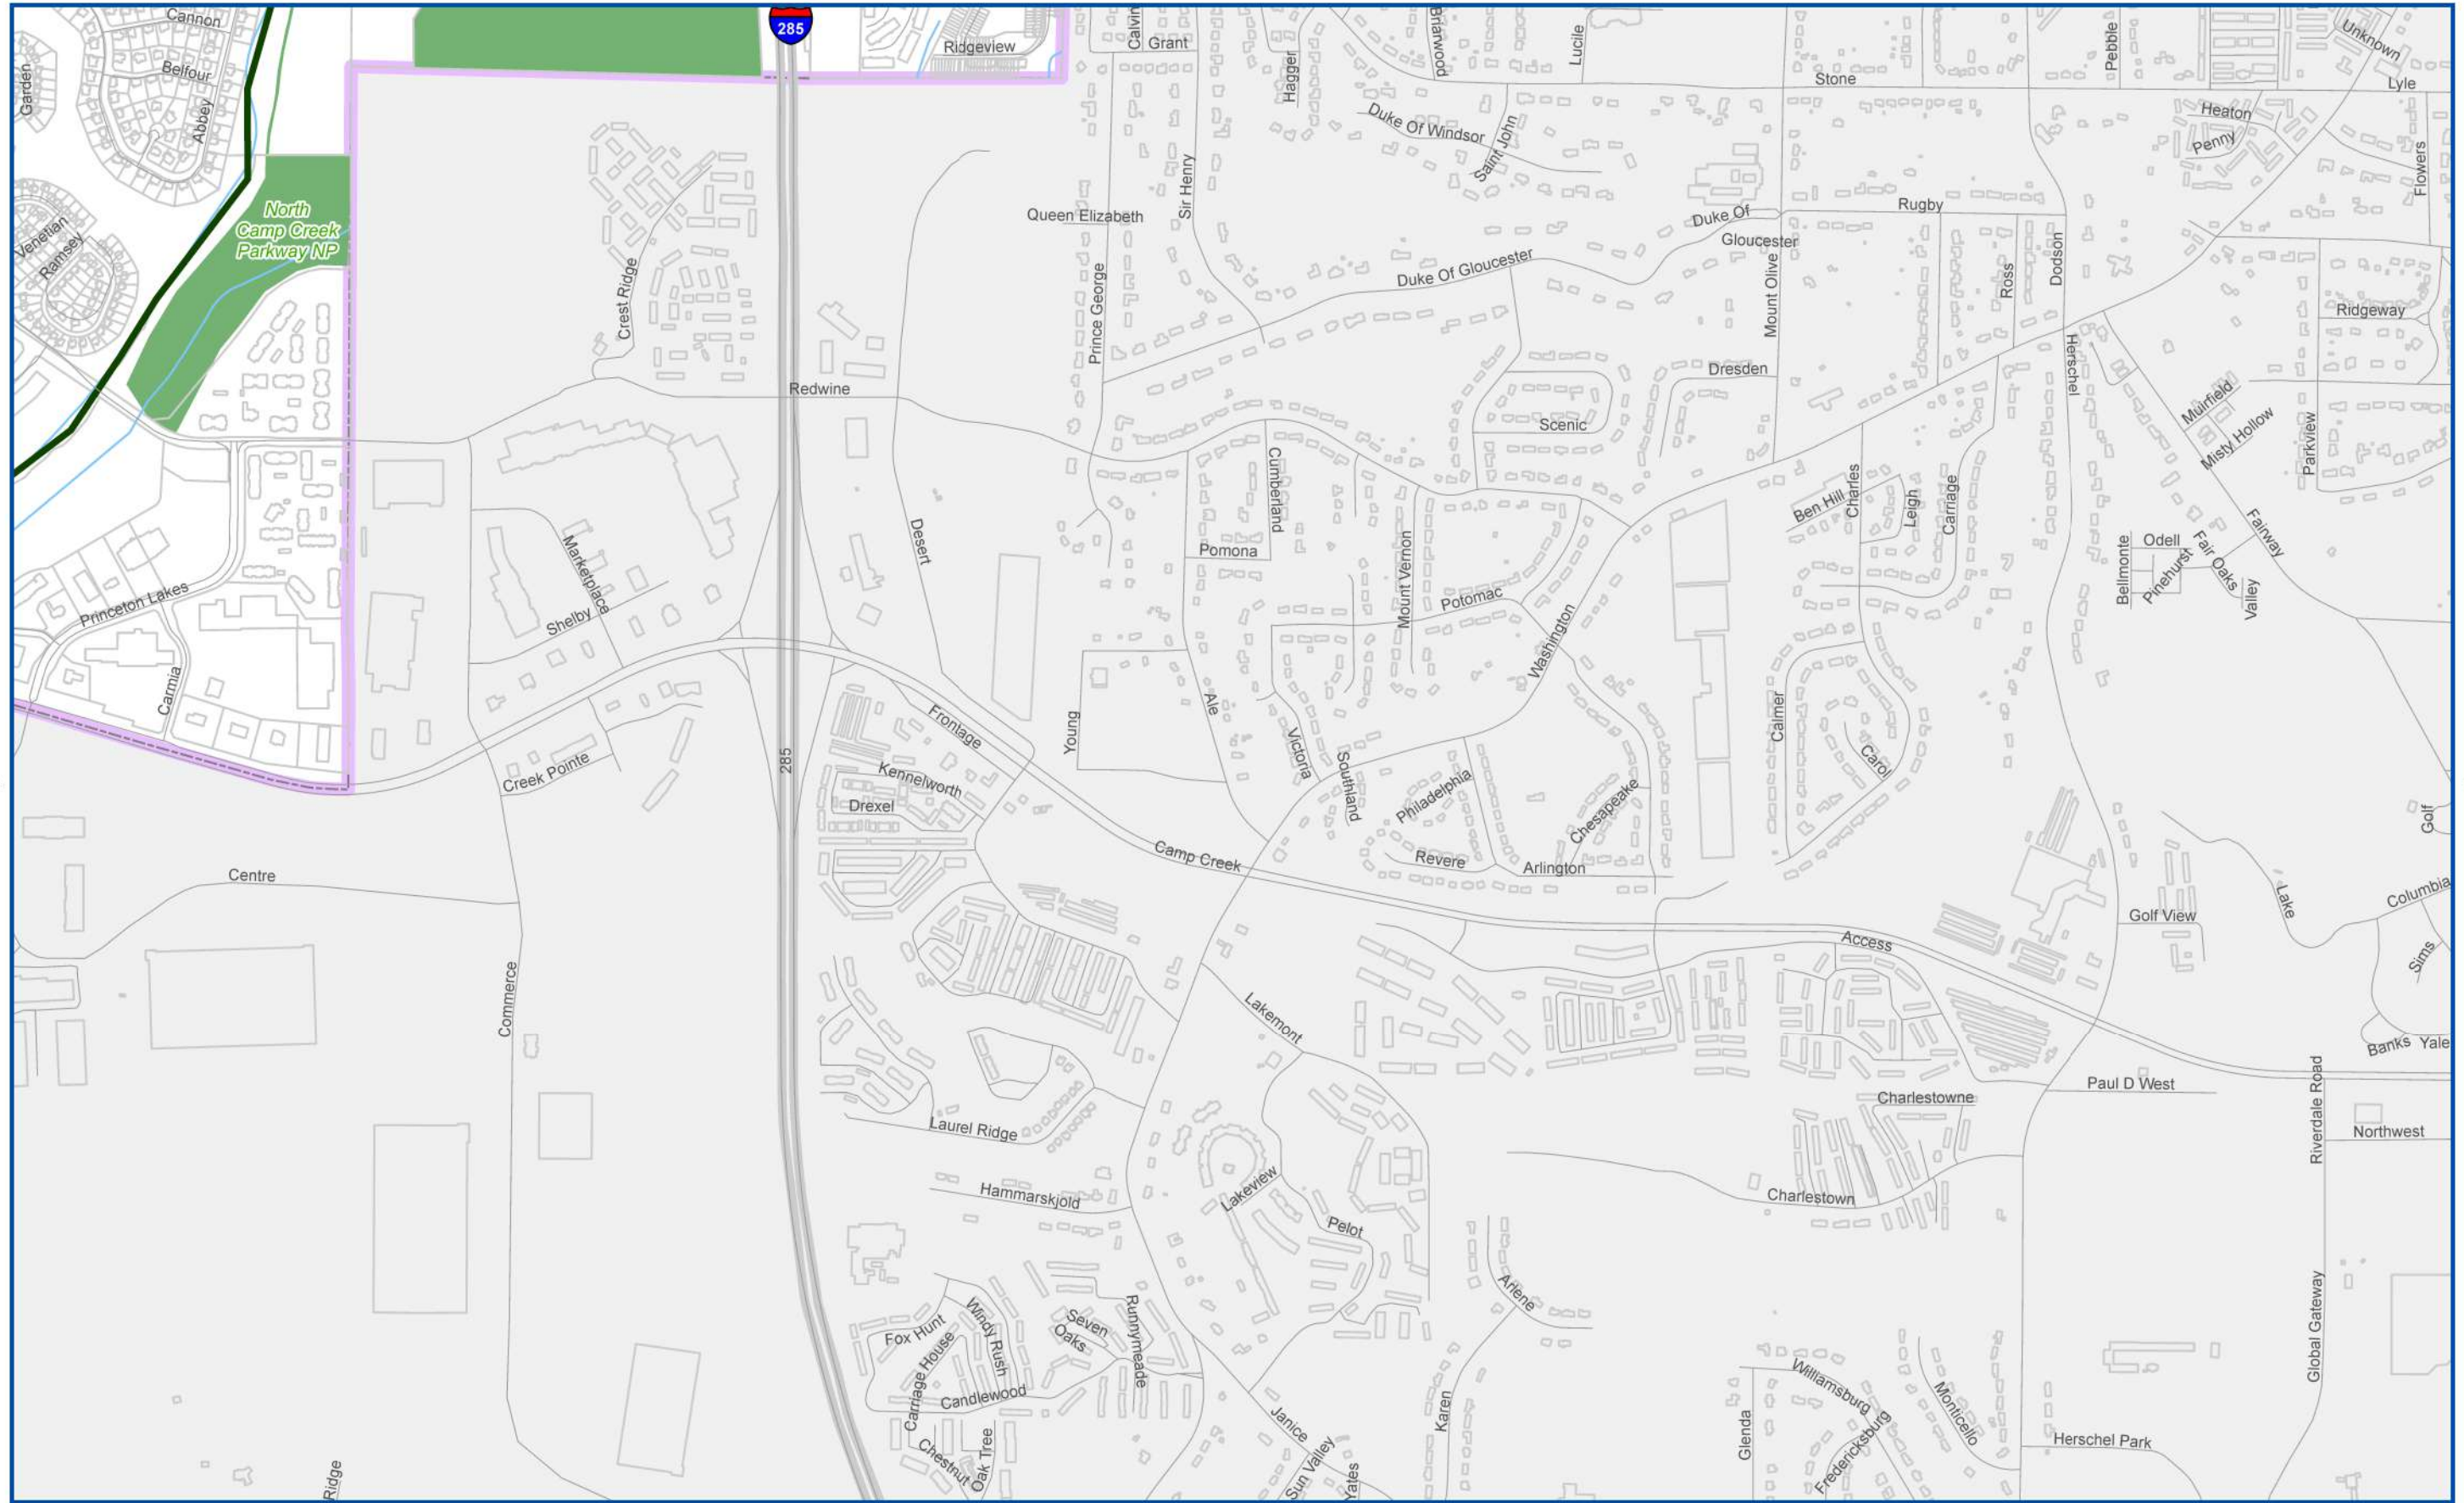 Cannon
285
Ridgeview
Calvin
Grant
Hagger
Briarwood
Lucile
Pebble
Unknown
Garden
Belfour
Abbey
Stone
Lyle
Duke Of Windsor
Saint John
Heaton
Penny
Flowers
Sir Henry
North
Camp Creek
Parkway NP
Venetian
Ramsey
Queen Elizabeth
Duke Of
Gloucester
Rugby
Crest Ridge
Prince George
Duke Of Gloucester
Mount Olive
Ross
Dodson
Ridgeway
Redwine
Dresden
Herschel
Muirfield
Misty Hollow
Parkview
Scenic
Cumberland
Ben Hill
Charles
Leigh
Carriage
Desert
Marketplace
Pomona
Mount Vernon
Odell
Bellmonte
Pinehurst
Fair Oaks
Valley
Fairway
Princeton Lakes
Shelby
Potomac
Washington
Carmia
Young
Ale
Frontage
285
Victoria
Southland
Calmer
Carol
Creek Pointe
Kennelworth
Drexel
Philadelphia
Chesapeake
Golf
Camp Creek
Revere
Arlington
Centre
Lake
Columbia
Golf View
Access
Sims
Commerce
Lakemont
Banks
Yale
Riverdale Road
Paul D West
Charlestowne
Laurel Ridge
Northwest
Hammarskjold
Lakeview
Charlestown
Pelot
Arlene
Fox Hunt
Windy Rush
Carriage House
Seven
Oaks
Runnymeade
Global Gateway
Candlewood
Williamsburg
Monticello
Fredericksburg
Glenda
Karen
Janice
Herschel Park
Chestnut
Oak Tree
Sun Valley
Yates
Ridge